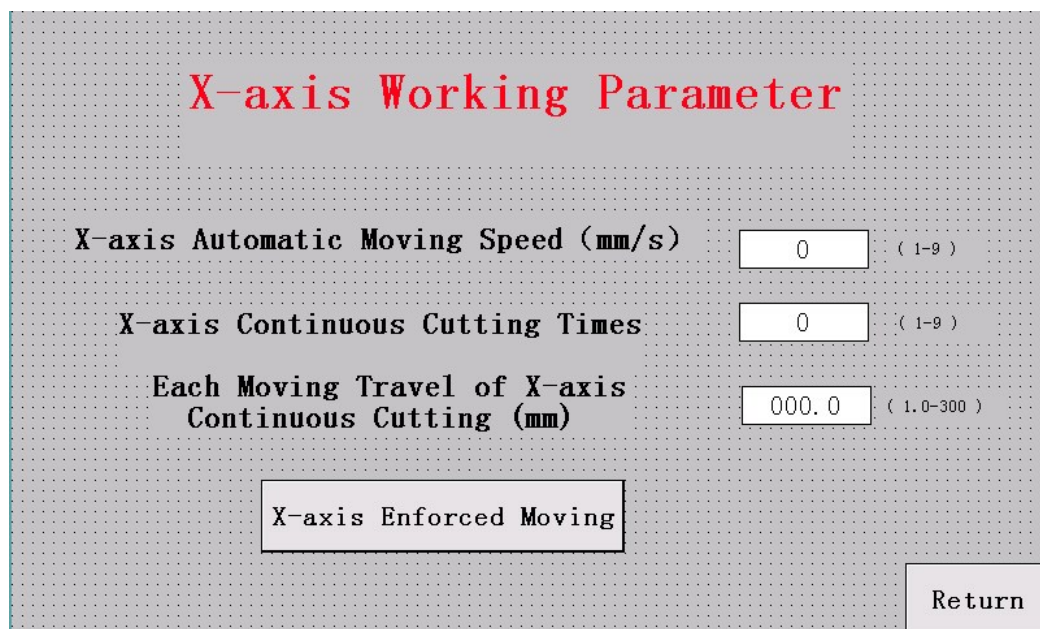 X-axis Working Parameter
X-axis Automatic Moving Speed (mm/s) 0 ( 1-9 )
X-axis Continuous Cutting Times 0 ( 1-9 )
Each Moving Travel of X-axis
Continuous Cutting (mm) 000.0 ( 1.0-300 )
X-axis Enforced Moving
Return